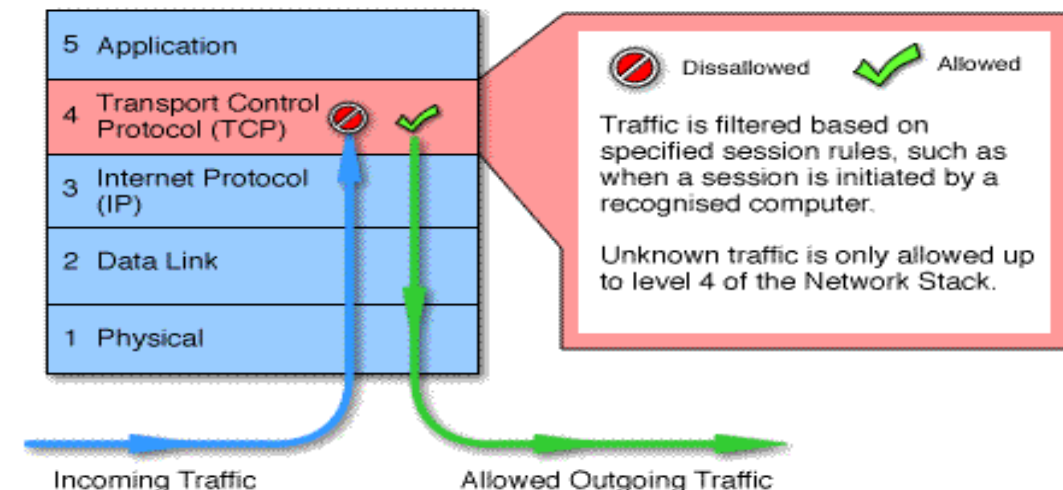 5 Application
4 Transport Control
Protocol (TCP)
3 Internet Protocol
(IP)
2 Data Link
1 Physical
Incoming Traffic
Allowed Outgoing Traffic
Dissallowed
Allowed
Traffic is filtered based on
specified session rules, such as
when a session is initiated by a
recognised computer.
Unknown traffic is only allowed up
to level 4 of the Network Stack.